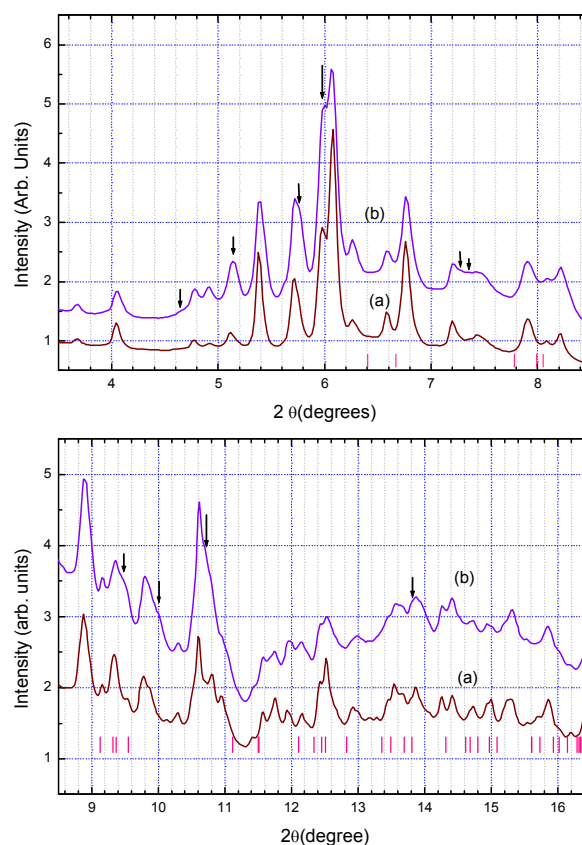 6
5
4
3
2
1
Intensity (Arb. Units)
(b)
(a)
4 5 6 7 8
2 θ(degrees)
5
4
3
2
1
Intensity (arb. units)
(b)
(a)
9 10 11 12 13 14 15 16
2θ(degree)